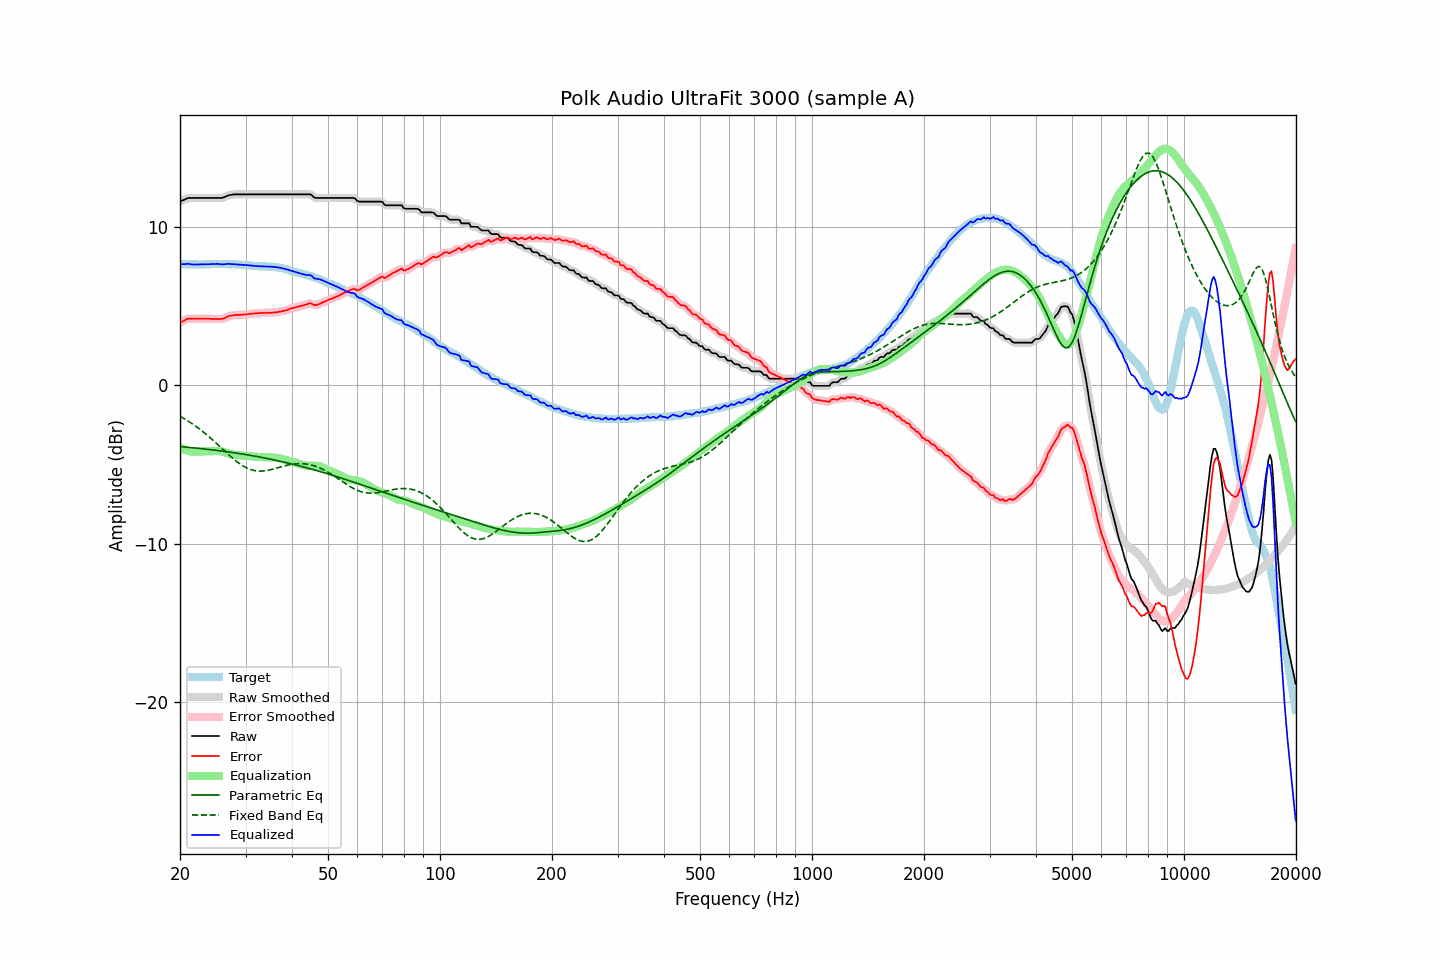 Polk Audio UltraFit 3000 (sample A)
Amplitude (dBr)
10
0
−10
−20
Target
Raw Smoothed
Error Smoothed
Raw
Error
Equalization
Parametric Eq
Fixed Band Eq
Equalized
20 50 100 200 500 1000 2000 5000 10000 20000
Frequency (Hz)